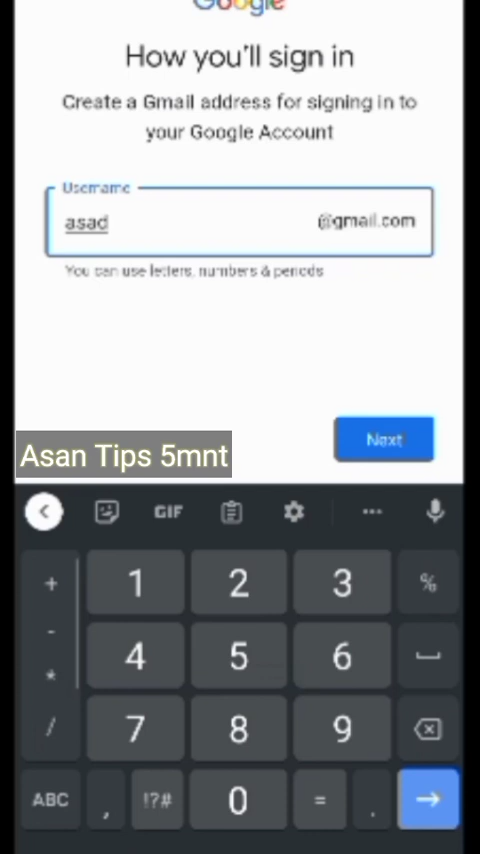 Google
How you'll sign in
Create a Gmail address for signing in to
your Google Account
Username
asad @gmail.com
You can use letters, numbers & periods
Next
Asan Tips 5mnt
GIF
+ 1 2 3 %
- 4 5 6
*
/ 7 8 9
ABC , !?# 0 = .